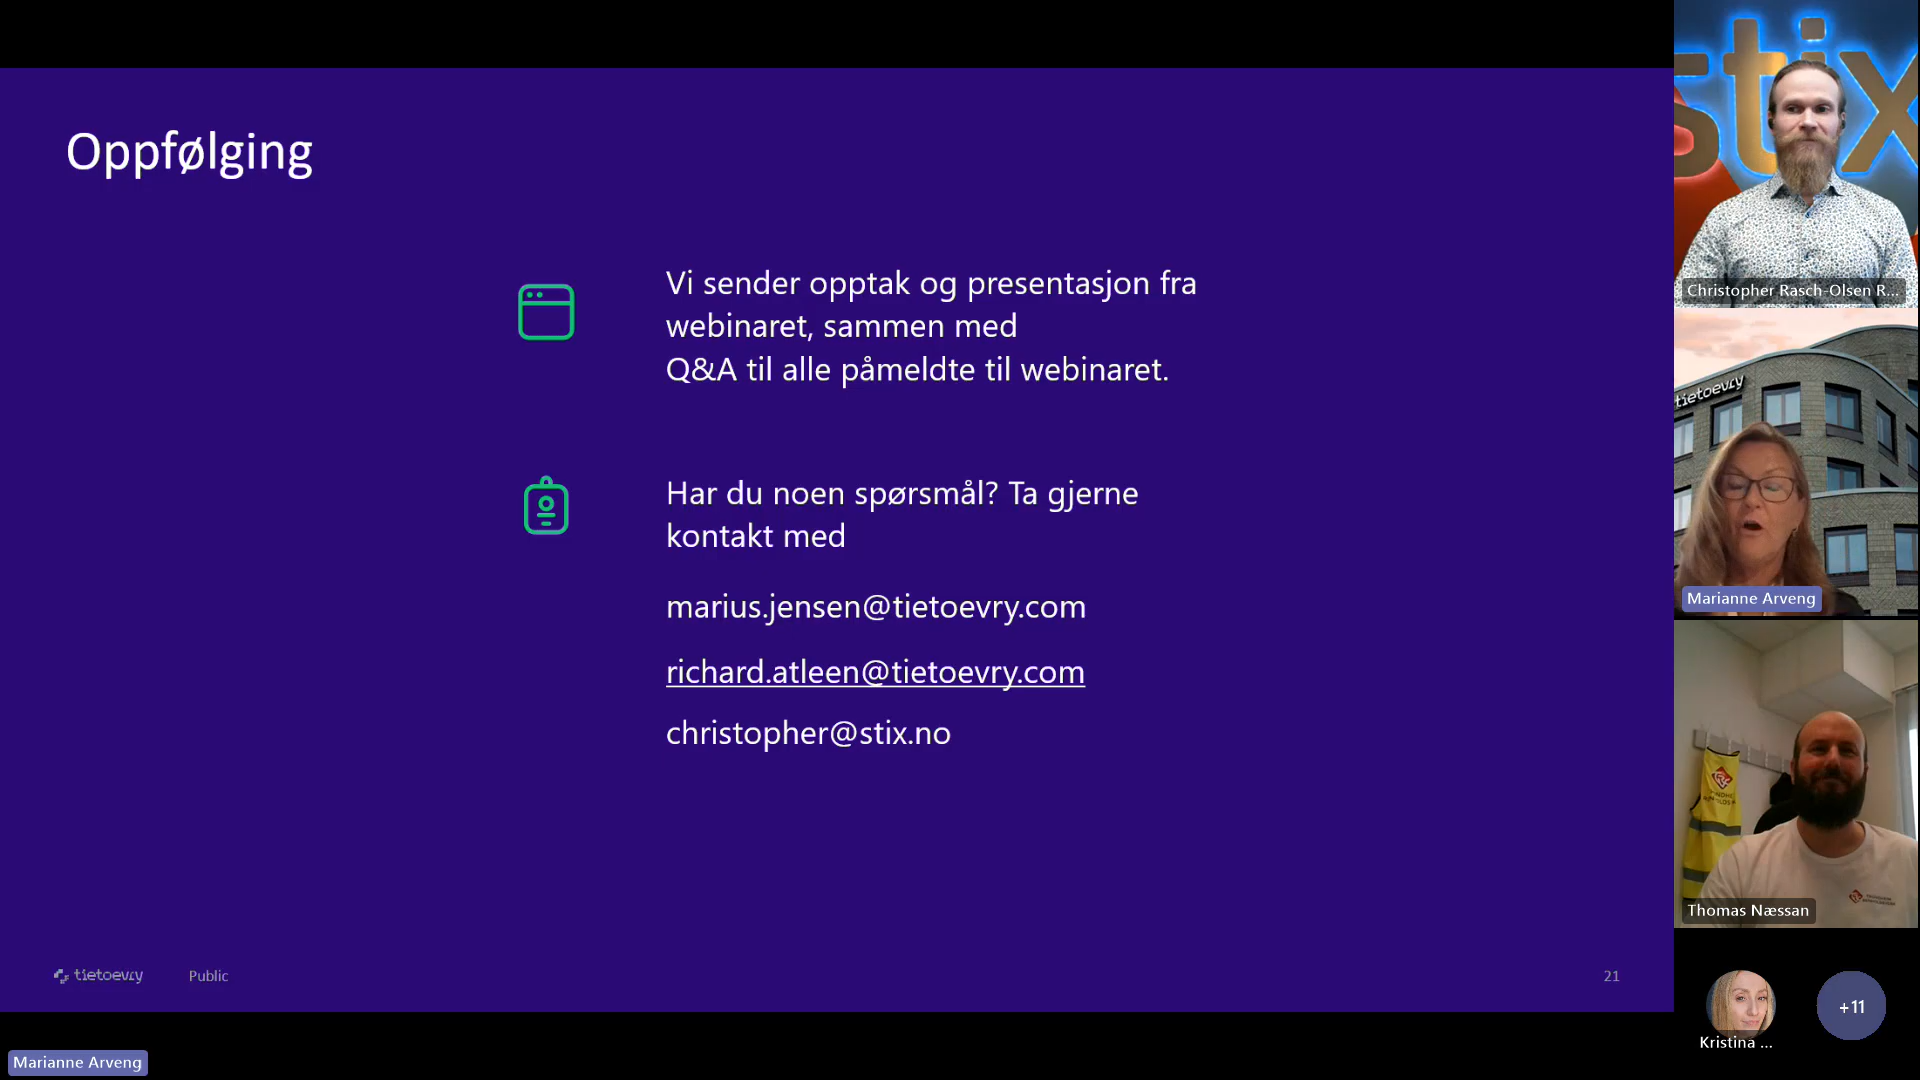 Oppfølging
Vi sender opptak og presentasjon fra
webinaret, sammen med
Q&A til alle påmeldte til webinaret.
Har du noen spørsmål? Ta gjerne
kontakt med
marius.jensen@tietoevry.com
richard.atleen@tietoevry.com
christopher@stix.no
tietoevry
Public
21
Marianne Arveng
stix
Christopher Rasch-Olsen R...
tietoevry
Marianne Arveng
Thomas Næssan
Kristina ...
+11